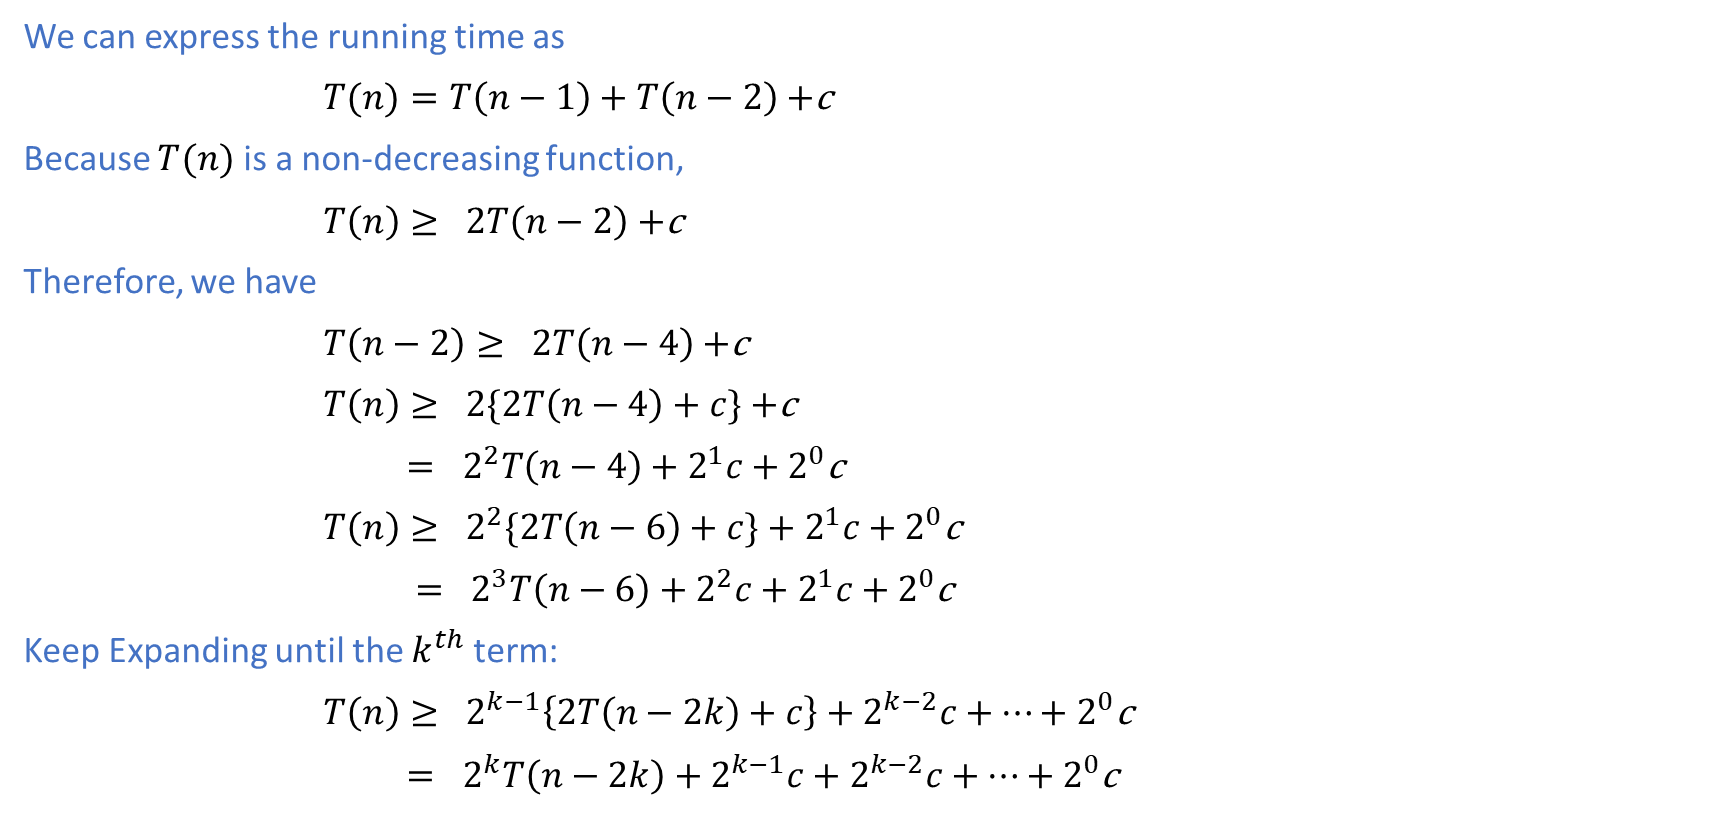 We can express the running time as
T(n) = T(n − 1) + T(n − 2) +c
Because T(n) is a non-decreasing function,
T(n) ≥ 2T(n − 2) +c
Therefore, we have
T(n − 2) ≥ 2T(n − 4) +c
T(n) ≥ 2{2T(n − 4) + c} +c
= 2²T(n − 4) + 2¹c + 2⁰c
T(n) ≥ 2²{2T(n − 6) + c} + 2¹c + 2⁰c
= 2³T(n − 6) + 2²c + 2¹c + 2⁰c
Keep Expanding until the kᵗʰ term:
T(n) ≥ 2ᵏ⁻¹{2T(n − 2k) + c} + 2ᵏ⁻²c + ⋯ + 2⁰c
= 2ᵏT(n − 2k) + 2ᵏ⁻¹c + 2ᵏ⁻²c + ⋯ + 2⁰c